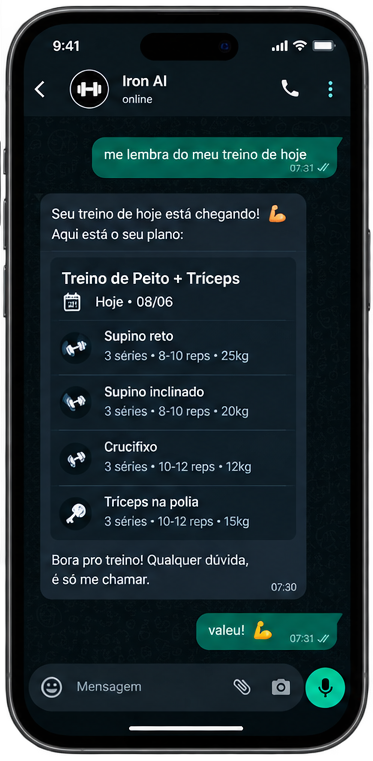 9:41
Iron AI
online
me lembra do meu treino de hoje
07:31
Seu treino de hoje está chegando! 💪
Aqui está o seu plano:
Treino de Peito + Tríceps
Hoje • 08/06
Supino reto
3 séries • 8-10 reps • 25kg
Supino inclinado
3 séries • 8-10 reps • 20kg
Crucifixo
3 séries • 10-12 reps • 12kg
Tríceps na polia
3 séries • 10-12 reps • 15kg
Bora pro treino! Qualquer dúvida,
é só me chamar.
07:30
valeu! 💪
07:31
Mensagem